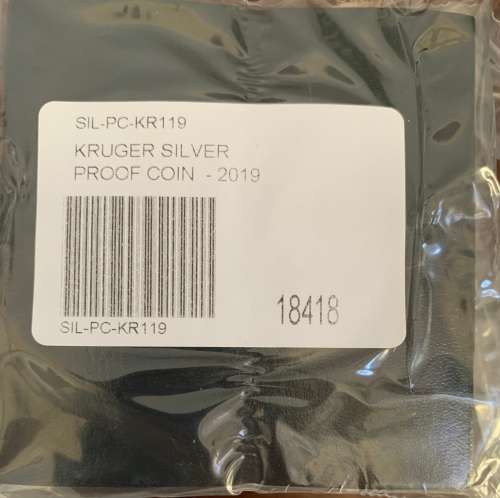 SIL-PC-KR119
KRUGER SILVER
PROOF COIN - 2019
18418
SIL-PC-KR119